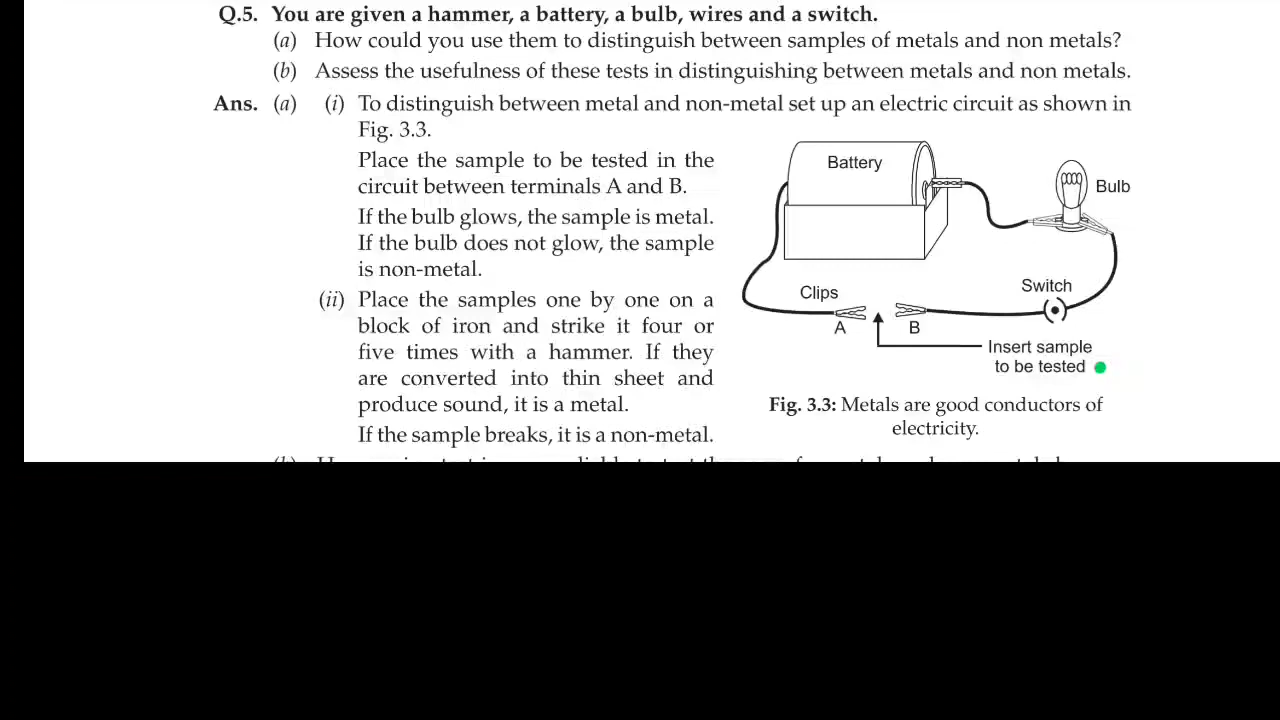 Q.5. You are given a hammer, a battery, a bulb, wires and a switch.
(a) How could you use them to distinguish between samples of metals and non metals?
(b) Assess the usefulness of these tests in distinguishing between metals and non metals.
Ans. (a) (i) To distinguish between metal and non-metal set up an electric circuit as shown in
Fig. 3.3.
Place the sample to be tested in the
circuit between terminals A and B.
If the bulb glows, the sample is metal.
If the bulb does not glow, the sample
is non-metal.
(ii) Place the samples one by one on a
block of iron and strike it four or
five times with a hammer. If they
are converted into thin sheet and
produce sound, it is a metal.
If the sample breaks, it is a non-metal.
Battery
Bulb
Clips
Switch
A
B
Insert sample
to be tested
Fig. 3.3: Metals are good conductors of
electricity.